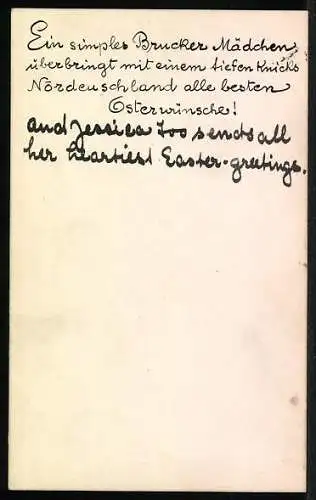 Ein simples Brucker Mädchen
überbringt mit einem tiefen Knicks
Nördeuschland alle besten
Osterwünsche!
and Jessica too sends all
her heartiest Easter-greetings.